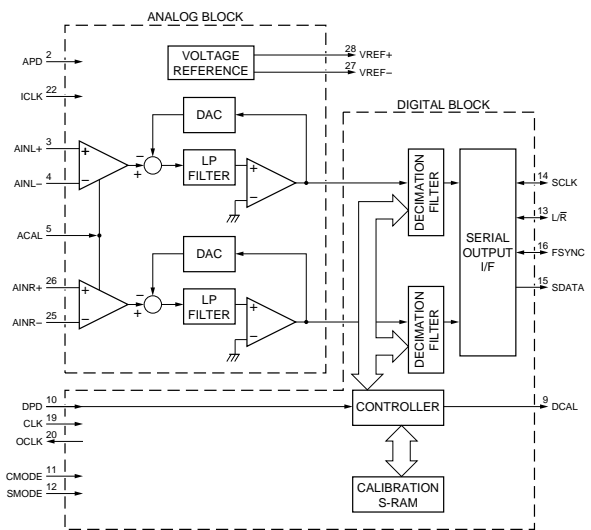 ANALOG BLOCK
APD 2
VOLTAGE
REFERENCE
28 VREF+
27 VREF−
ICLK 22
DIGITAL BLOCK
DAC
AINL+ 3
+
−
−
+
LP
FILTER
+
−
AINL− 4
DECIMATION
FILTER
SERIAL
OUTPUT
I/F
14 SCLK
13 L/R̅
16 FSYNC
15 SDATA
ACAL 5
DAC
AINR+ 26
+
−
−
+
LP
FILTER
+
−
AINR− 25
DECIMATION
FILTER
DPD 10
CONTROLLER
9 DCAL
CLK 19
OCLK 20
CMODE 11
SMODE 12
CALIBRATION
S-RAM